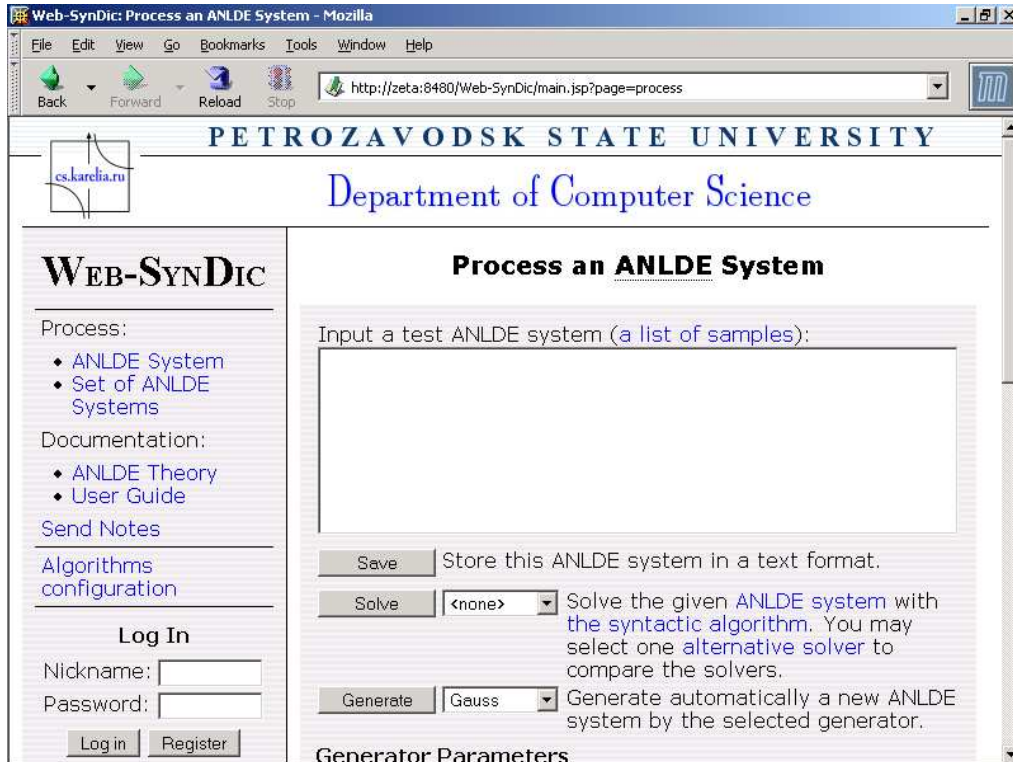 Web-SynDic: Process an ANLDE System - Mozilla
File Edit View Go Bookmarks Tools Window Help
Back Forward Reload Stop http://zeta:8480/Web-SynDic/main.jsp?page=process
PETROZAVODSK STATE UNIVERSITY
cs.karelia.ru
Department of Computer Science
WEB-SYNDIC
Process:
ANLDE System
Set of ANLDE
Systems
Documentation:
ANLDE Theory
User Guide
Send Notes
Algorithms
configuration
Log In
Nickname:
Password:
Log in Register
Process an ANLDE System
Input a test ANLDE system (a list of samples):
Save Store this ANLDE system in a text format.
Solve <none> Solve the given ANLDE system with
the syntactic algorithm. You may
select one alternative solver to
compare the solvers.
Generate Gauss Generate automatically a new ANLDE
system by the selected generator.
Generator Parameters